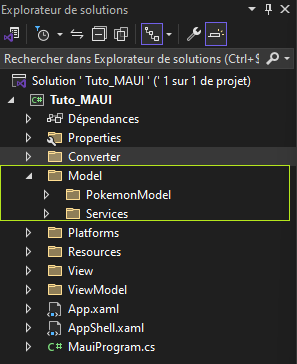 Explorateur de solutions
Rechercher dans Explorateur de solutions (Ctrl+$
Solution ' Tuto_MAUI ' (' 1 sur 1 de projet)
C# Tuto_MAUI
Dépendances
Properties
Converter
Model
PokemonModel
Services
Platforms
Resources
View
ViewModel
App.xaml
AppShell.xaml
C# MauiProgram.cs